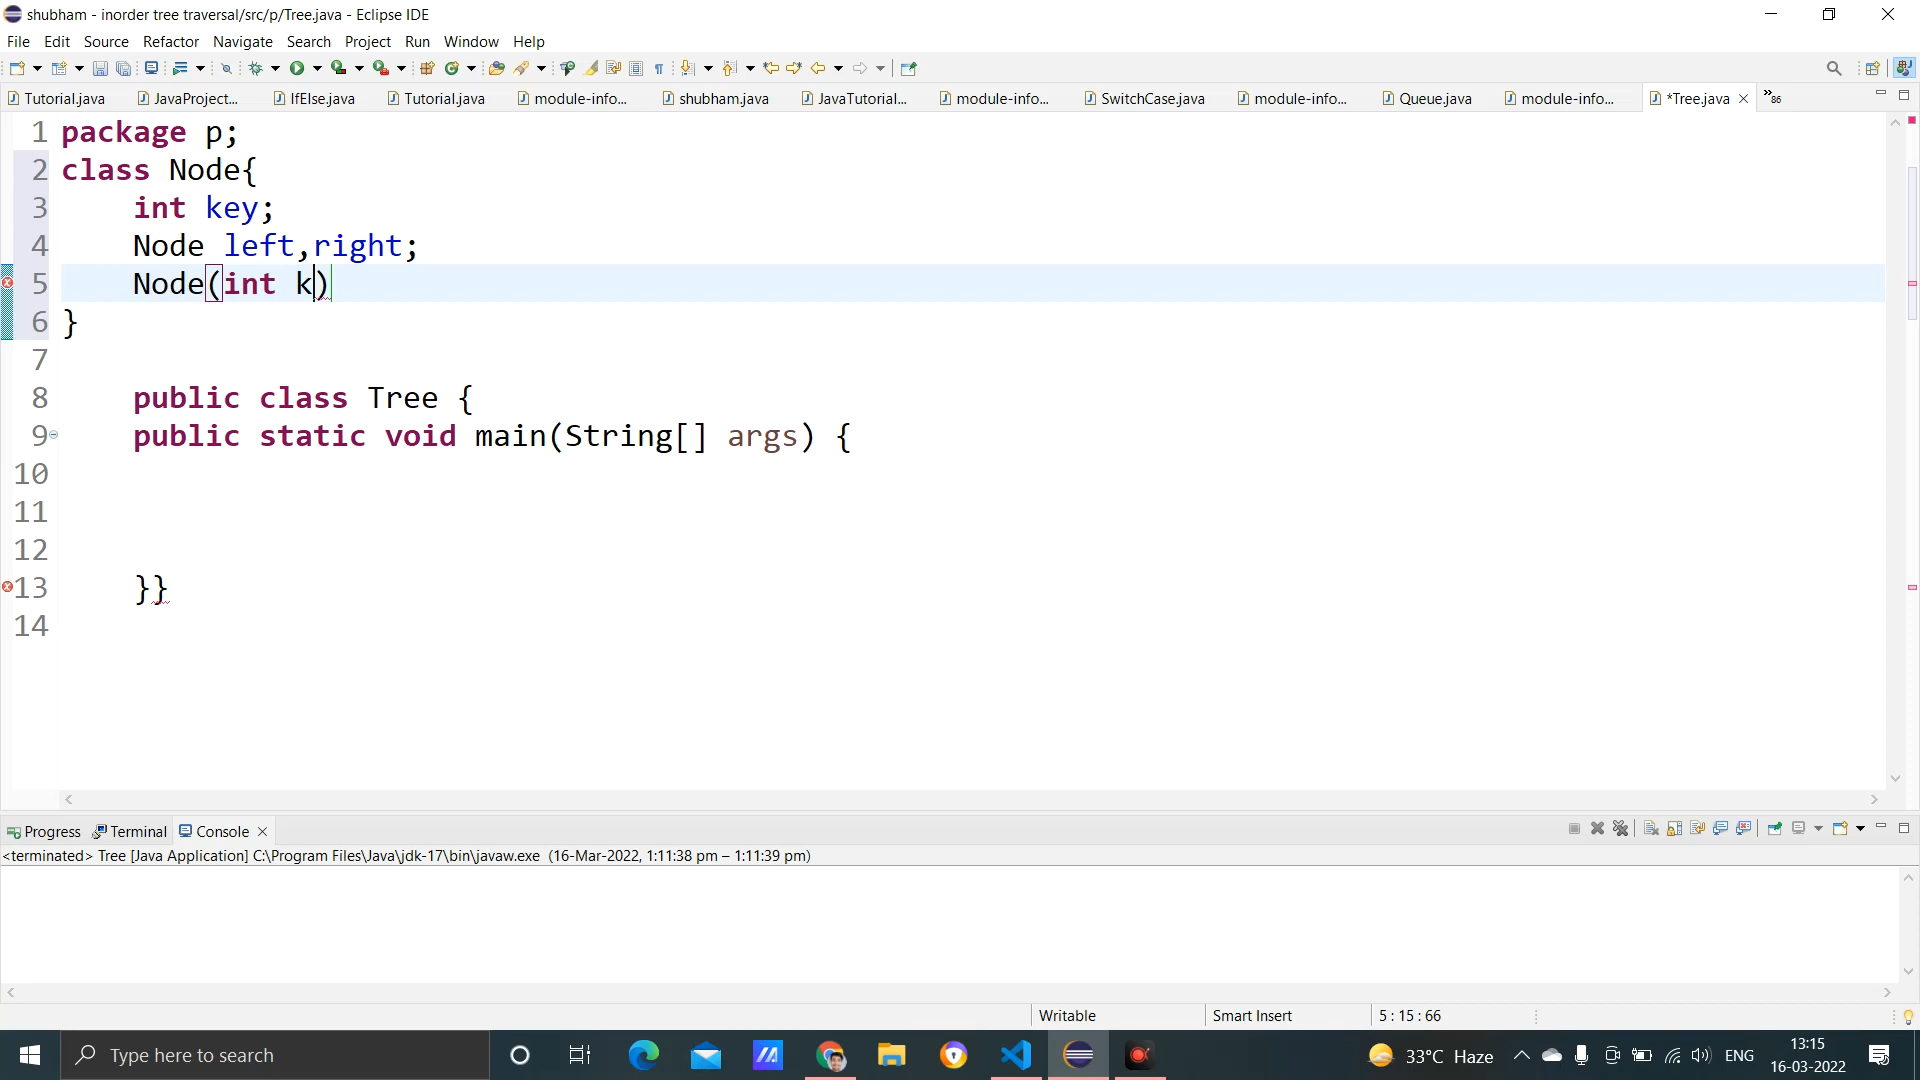 shubham - inorder tree traversal/src/p/Tree.java - Eclipse IDE
File Edit Source Refactor Navigate Search Project Run Window Help
Tutorial.java JavaProject... IfElse.java Tutorial.java module-info... shubham.java JavaTutorial... module-info... SwitchCase.java module-info... Queue.java module-info... *Tree.java »86
1 package p;
2 class Node{
3 int key;
4 Node left,right;
5 Node(int k)
6 }
7
8 public class Tree {
9 public static void main(String[] args) {
10
11
12
13 }}
14
Progress Terminal Console
<terminated> Tree [Java Application] C:\Program Files\Java\jdk-17\bin\javaw.exe (16-Mar-2022, 1:11:38 pm – 1:11:39 pm)
Writable Smart Insert 5 : 15 : 66
Type here to search 33°C Haze ENG 13:15
16-03-2022